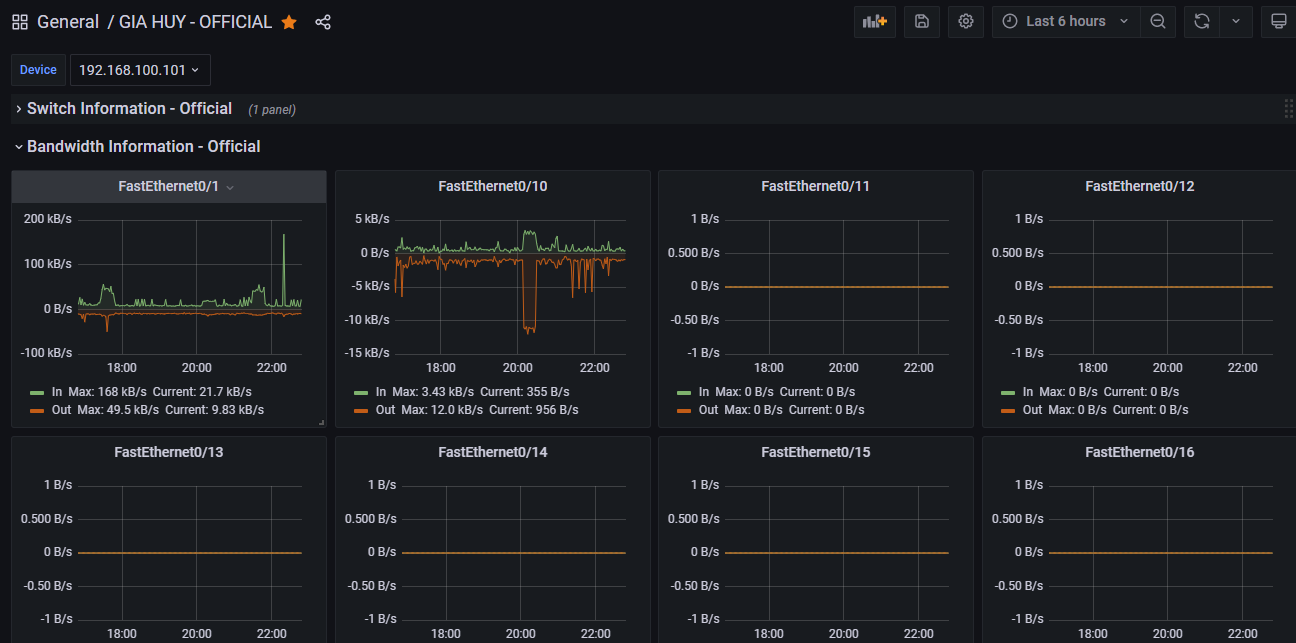 General / GIA HUY - OFFICIAL
Last 6 hours
Device 192.168.100.101
Switch Information - Official (1 panel)
Bandwidth Information - Official
FastEthernet0/1
200 kB/s
100 kB/s
0 B/s
-100 kB/s
18:00 20:00 22:00
In Max: 168 kB/s Current: 21.7 kB/s
Out Max: 49.5 kB/s Current: 9.83 kB/s
FastEthernet0/10
5 kB/s
0 B/s
-5 kB/s
-10 kB/s
-15 kB/s
18:00 20:00 22:00
In Max: 3.43 kB/s Current: 355 B/s
Out Max: 12.0 kB/s Current: 956 B/s
FastEthernet0/11
1 B/s
0.500 B/s
0 B/s
-0.50 B/s
-1 B/s
18:00 20:00 22:00
In Max: 0 B/s Current: 0 B/s
Out Max: 0 B/s Current: 0 B/s
FastEthernet0/12
1 B/s
0.500 B/s
0 B/s
-0.50 B/s
-1 B/s
18:00 20:00 22:00
In Max: 0 B/s Current: 0 B/s
Out Max: 0 B/s Current: 0 B/s
FastEthernet0/13
1 B/s
0.500 B/s
0 B/s
-0.50 B/s
-1 B/s
18:00 20:00 22:00
FastEthernet0/14
1 B/s
0.500 B/s
0 B/s
-0.50 B/s
-1 B/s
18:00 20:00 22:00
FastEthernet0/15
1 B/s
0.500 B/s
0 B/s
-0.50 B/s
-1 B/s
18:00 20:00 22:00
FastEthernet0/16
1 B/s
0.500 B/s
0 B/s
-0.50 B/s
-1 B/s
18:00 20:00 22:00